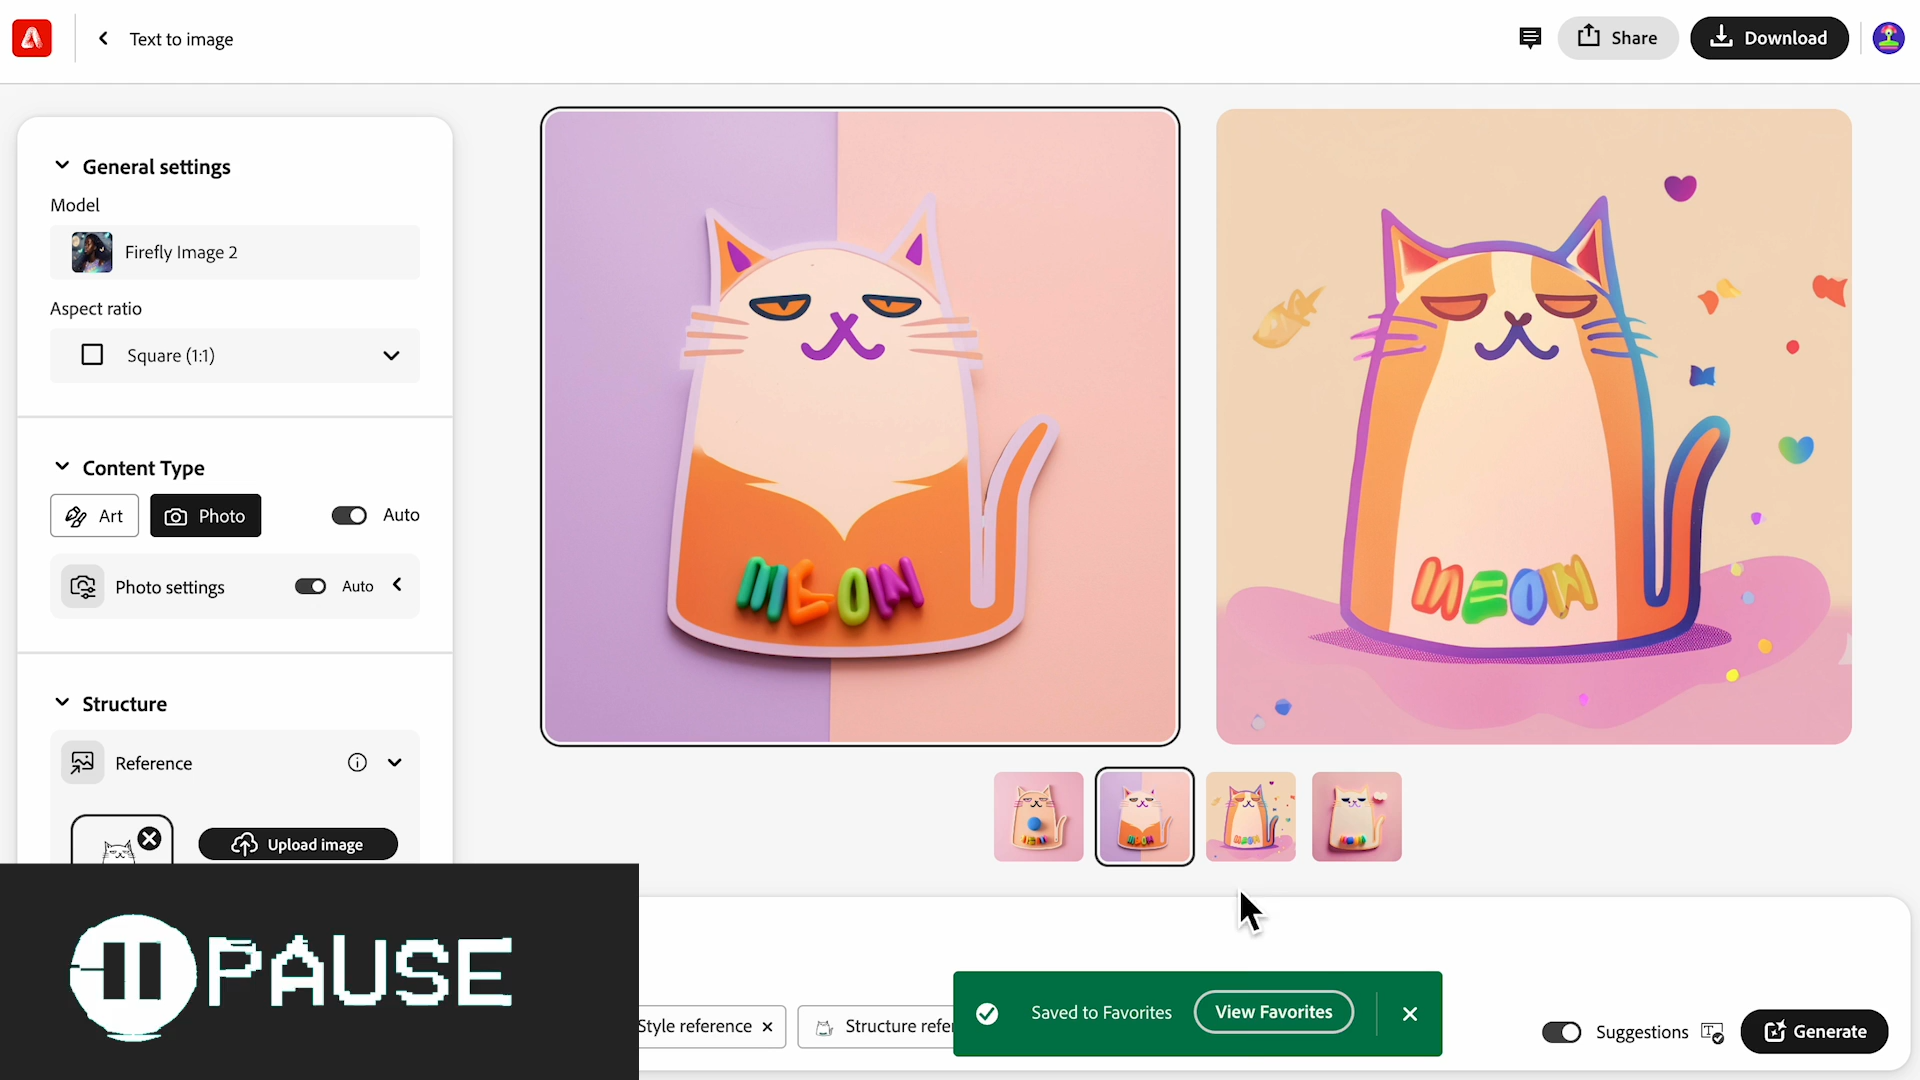 Text to image
Share
Download
General settings
Model
Firefly Image 2
Aspect ratio
Square (1:1)
Content Type
Art
Photo
Auto
Photo settings
Auto
Structure
Reference
Upload image
MEOW
MEOW
PAUSE
Style reference
Structure refe
Saved to Favorites
View Favorites
Suggestions
Generate